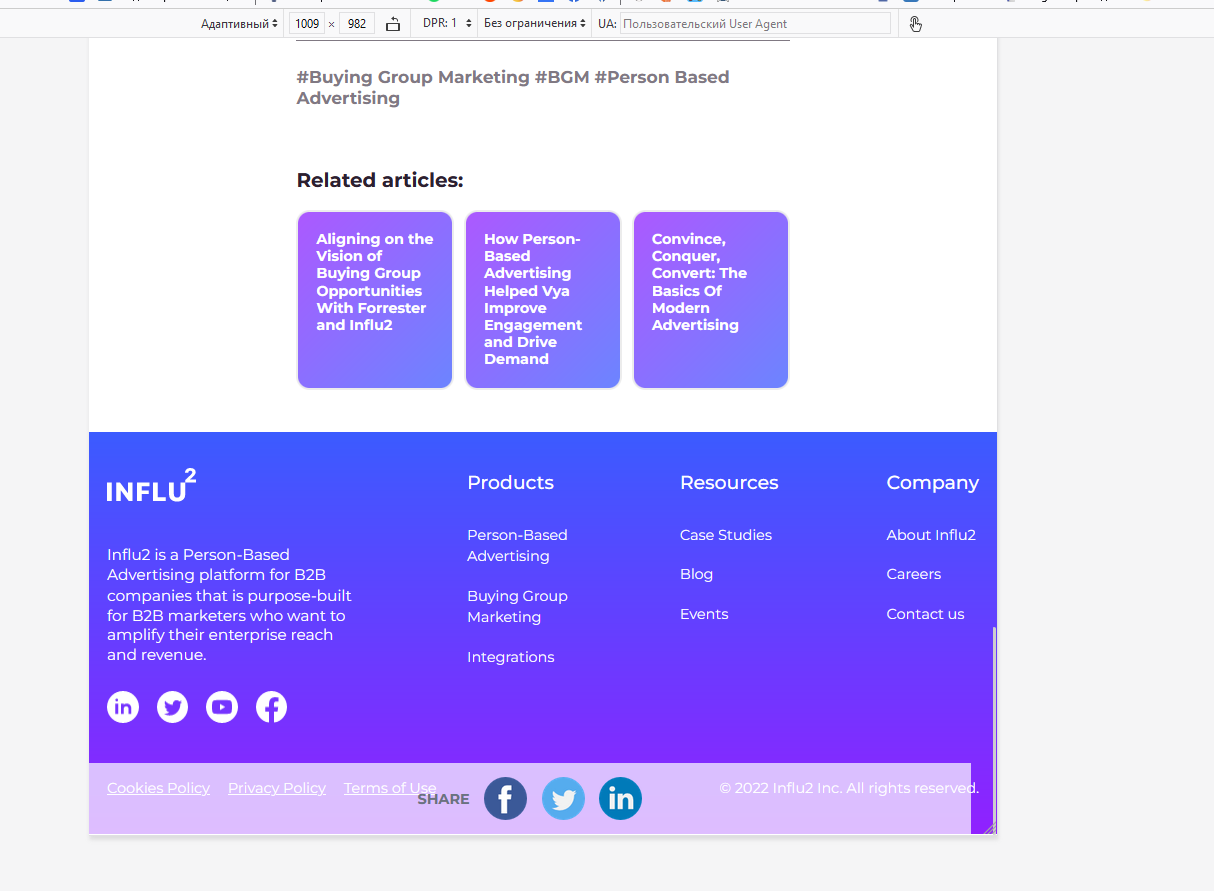 Адаптивный 1009 × 982 DPR: 1 Без ограничения UA: Пользовательский User Agent
#Buying Group Marketing #BGM #Person Based
Advertising
Related articles:
Aligning on the
Vision of
Buying Group
Opportunities
With Forrester
and Influ2
How Person-
Based
Advertising
Helped Vya
Improve
Engagement
and Drive
Demand
Convince,
Conquer,
Convert: The
Basics Of
Modern
Advertising
INFLU2
Influ2 is a Person-Based
Advertising platform for B2B
companies that is purpose-built
for B2B marketers who want to
amplify their enterprise reach
and revenue.
Products
Person-Based
Advertising
Buying Group
Marketing
Integrations
Resources
Case Studies
Blog
Events
Company
About Influ2
Careers
Contact us
Cookies Policy Privacy Policy Terms of Use
SHARE
© 2022 Influ2 Inc. All rights reserved.